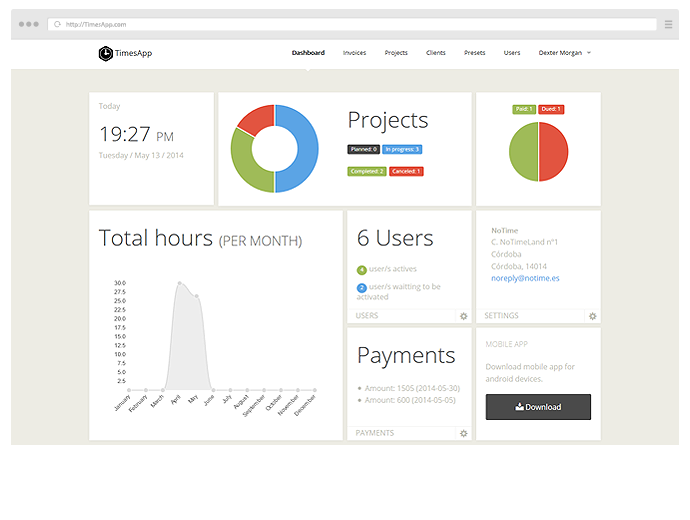 http://TimesApp.com
TimesApp
Dashboard Invoices Projects Clients Presets Users Dexter Morgan
Today
19:27 PM
Tuesday / May 13 / 2014
Projects
Planned: 0 In progress: 3
Completed: 2 Canceled: 1
Paid: 1 Dued: 1
Total hours (PER MONTH)
30.0
27.5
25.0
22.5
20.0
17.5
15.0
12.5
10.0
7.5
5.0
2.5
January February March April May June July August September October November December
6 Users
4 user/s actives
2 user/s waitting to be
activated
USERS
NoTime
C. NoTimeLand nº1
Córdoba
Córdoba, 14014
noreply@notime.es
SETTINGS
Payments
Amount: 1505 (2014-05-30)
Amount: 600 (2014-05-05)
PAYMENTS
MOBILE APP
Download mobile app for
android devices.
Download